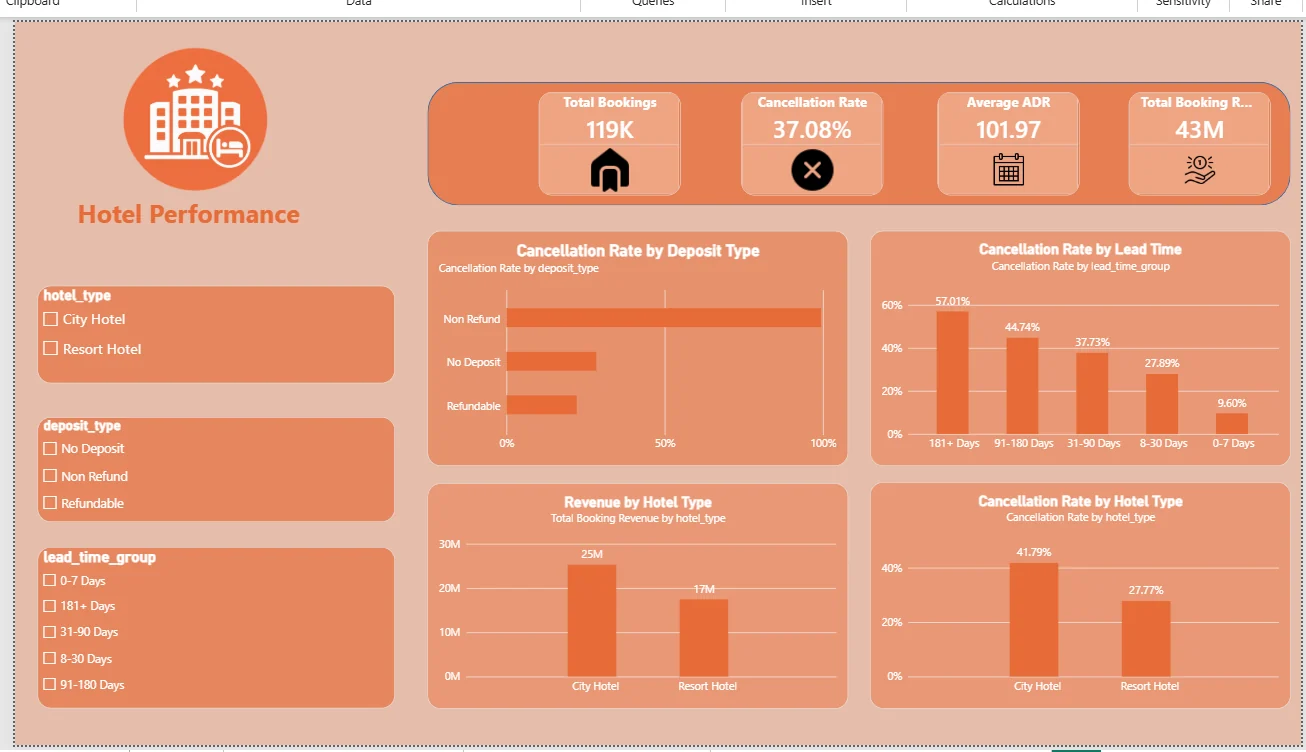 Clipboard
Data
Queries
Insert
Calculations
Sensitivity
Share
Hotel Performance
Total Bookings
119K
Cancellation Rate
37.08%
Average ADR
101.97
Total Booking R...
43M
1
hotel_type
City Hotel
Resort Hotel
deposit_type
No Deposit
Non Refund
Refundable
lead_time_group
0-7 Days
181+ Days
31-90 Days
8-30 Days
91-180 Days
Cancellation Rate by Deposit Type
Cancellation Rate by deposit_type
Non Refund
No Deposit
Refundable
0%
50%
100%
Cancellation Rate by Lead Time
Cancellation Rate by lead_time_group
60%
40%
20%
0%
57.01%
44.74%
37.73%
27.89%
9.60%
181+ Days
91-180 Days
31-90 Days
8-30 Days
0-7 Days
Revenue by Hotel Type
Total Booking Revenue by hotel_type
30M
20M
10M
0M
25M
17M
City Hotel
Resort Hotel
Cancellation Rate by Hotel Type
Cancellation Rate by hotel_type
40%
20%
0%
41.79%
27.77%
City Hotel
Resort Hotel